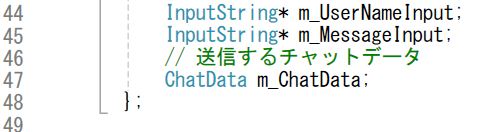 44 InputString* m_UserNameInput;
45 InputString* m_MessageInput;
46 // 送信するチャットデータ
47 ChatData m_ChatData;
48 };
49